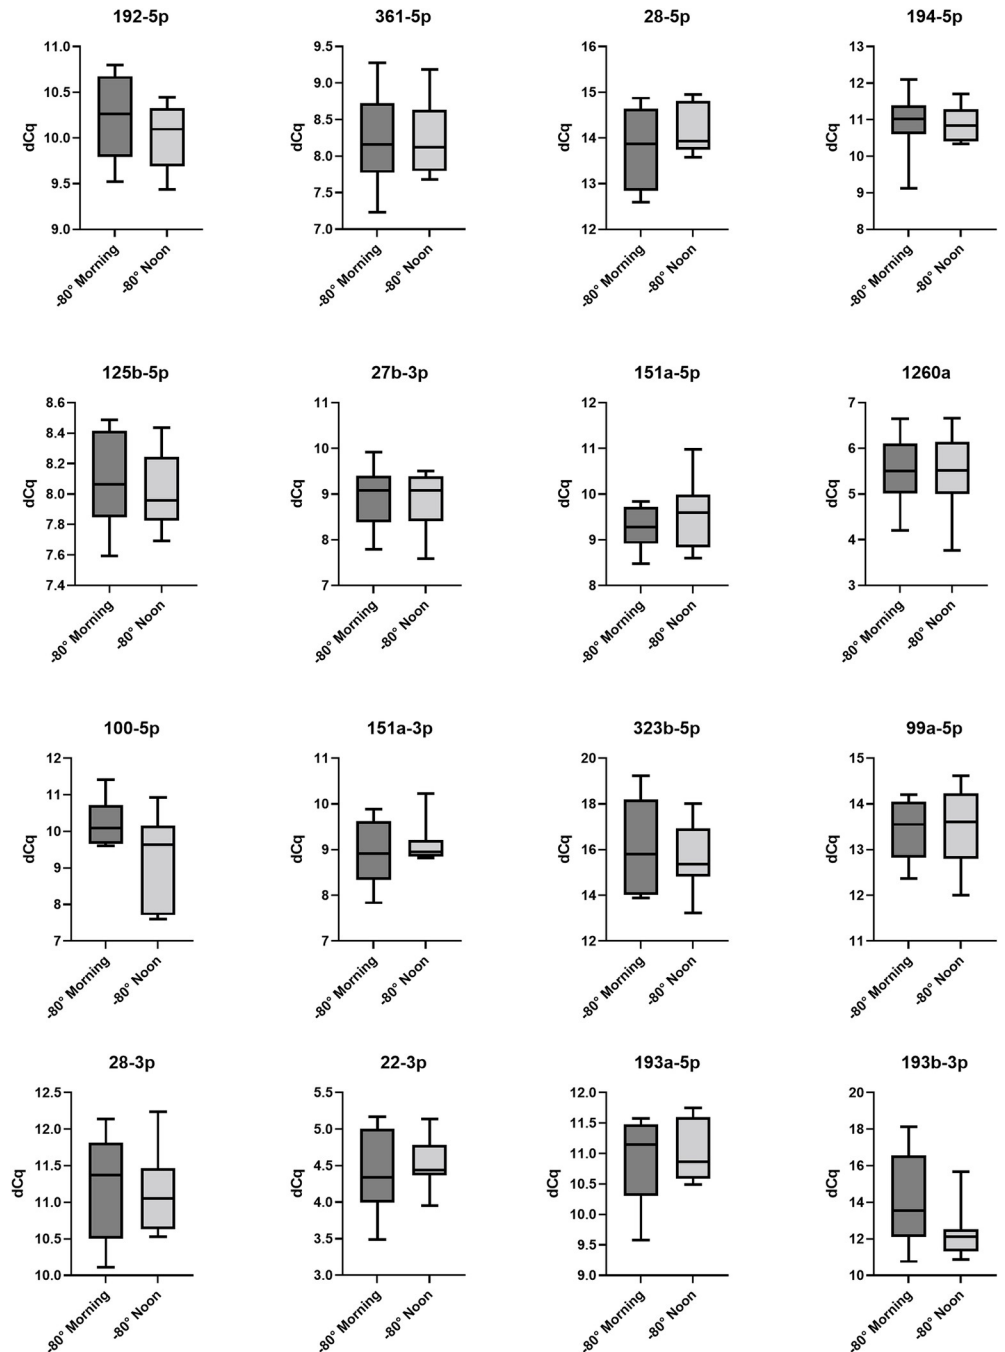 192-5p
11.0
10.5
10.0
9.5
9.0
dCq
-80° Morning
-80° Noon
361-5p
9.5
9.0
8.5
8.0
7.5
7.0
dCq
-80° Morning
-80° Noon
28-5p
16
15
14
13
12
dCq
-80° Morning
-80° Noon
194-5p
13
12
11
10
9
8
dCq
-80° Morning
-80° Noon
125b-5p
8.6
8.4
8.2
8.0
7.8
7.6
7.4
dCq
-80° Morning
-80° Noon
27b-3p
11
10
9
8
7
dCq
-80° Morning
-80° Noon
151a-5p
12
11
10
9
8
dCq
-80° Morning
-80° Noon
1260a
7
6
5
4
3
dCq
-80° Morning
-80° Noon
100-5p
12
11
10
9
8
7
dCq
-80° Morning
-80° Noon
151a-3p
11
10
9
8
7
dCq
-80° Morning
-80° Noon
323b-5p
20
18
16
14
12
dCq
-80° Morning
-80° Noon
99a-5p
15
14
13
12
11
dCq
-80° Morning
-80° Noon
28-3p
12.5
12.0
11.5
11.0
10.5
10.0
dCq
-80° Morning
-80° Noon
22-3p
5.5
5.0
4.5
4.0
3.5
3.0
dCq
-80° Morning
-80° Noon
193a-5p
12.0
11.5
11.0
10.5
10.0
9.5
9.0
dCq
-80° Morning
-80° Noon
193b-3p
20
18
16
14
12
10
dCq
-80° Morning
-80° Noon